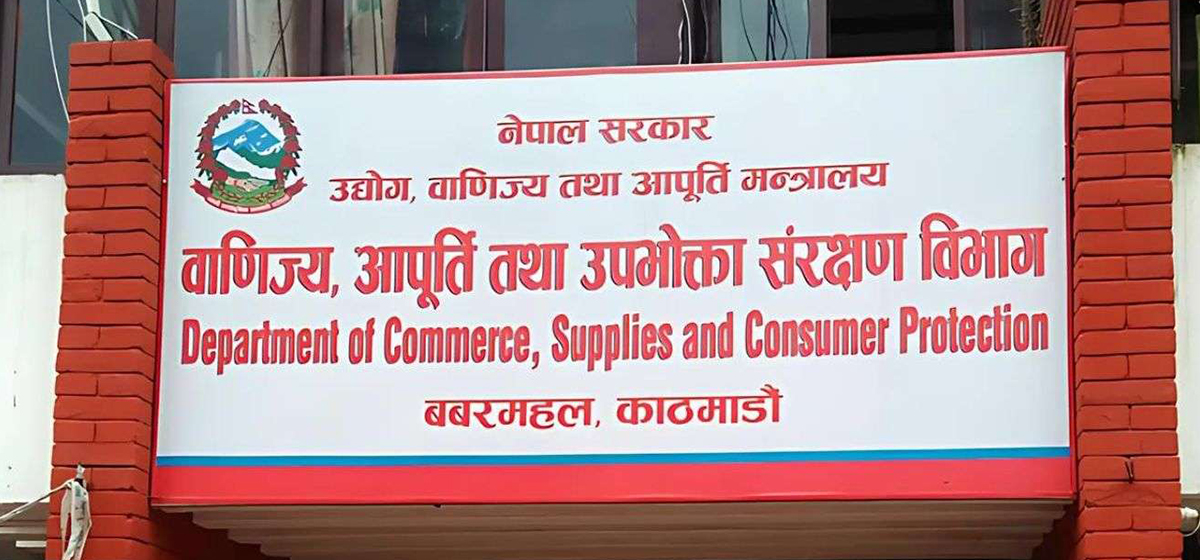 नेपाल सरकार
उद्योग, वाणिज्य तथा आपूर्ति मन्त्रालय
वाणिज्य, आपूर्ति तथा उपभोक्ता संरक्षण विभाग
Department of Commerce, Supplies and Consumer Protection
बबरमहल, काठमाडौं